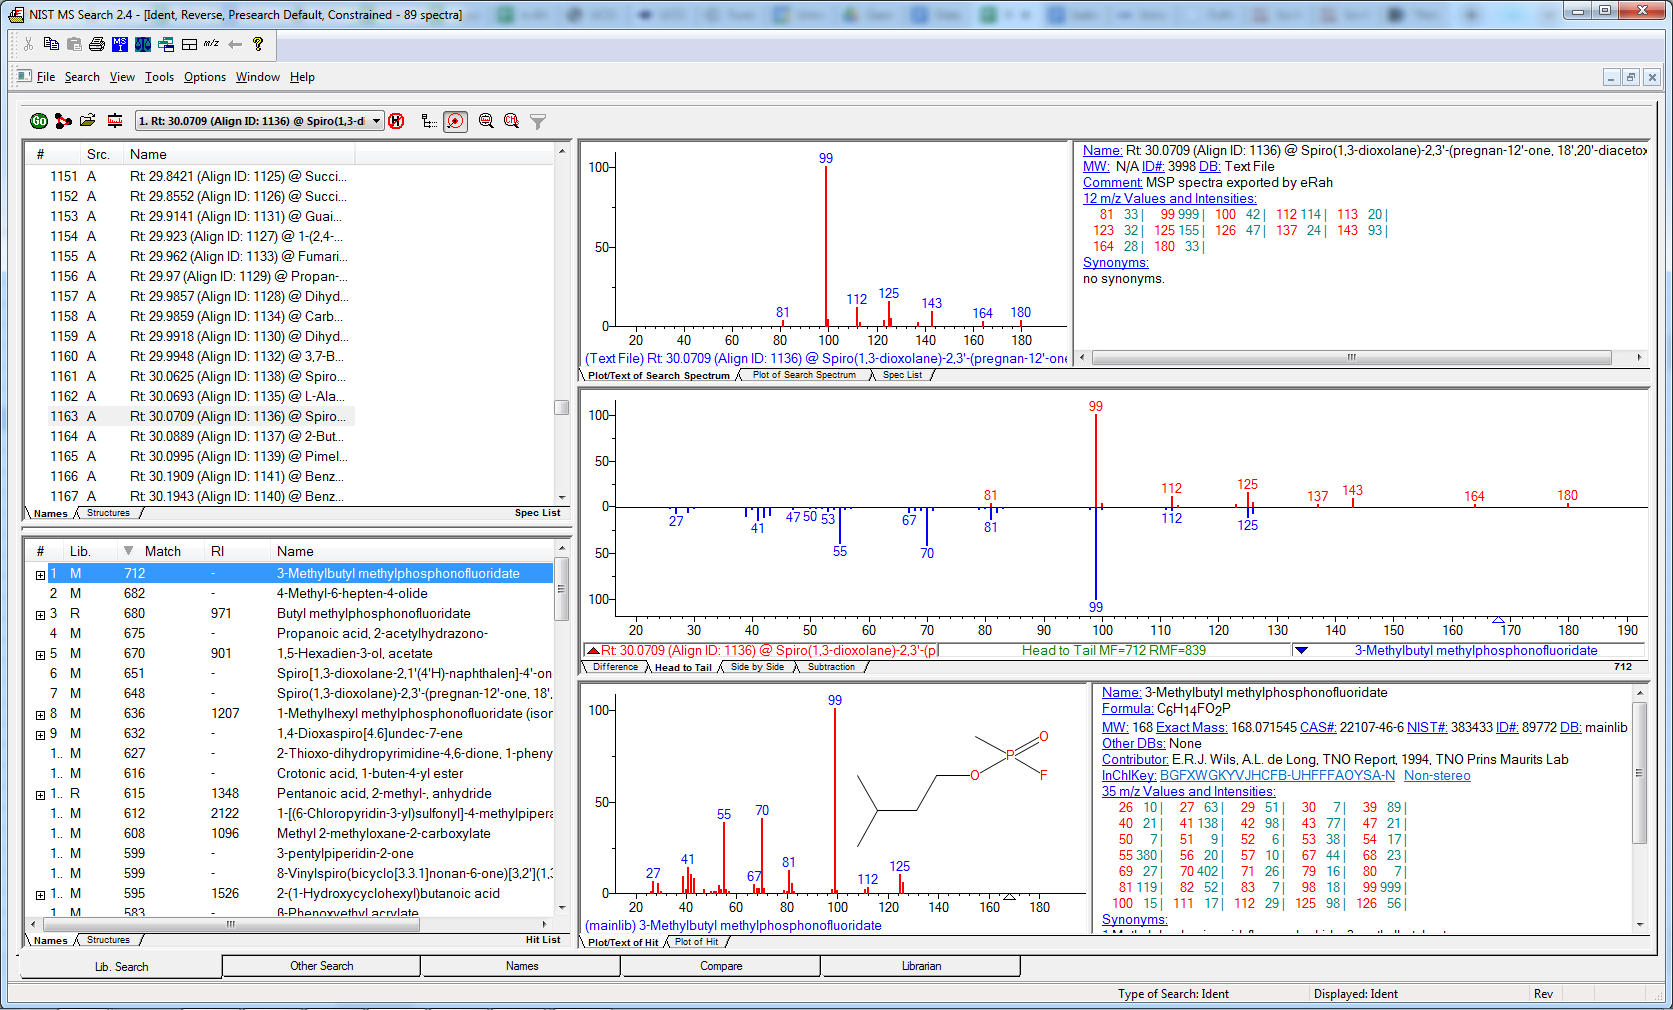 NIST MS Search 2.4 - [Ident, Reverse, Presearch Default, Constrained - 89 spectra]
File Search View Tools Options Window Help
1. Rt: 30.0709 (Align ID: 1136) @ Spiro(1,3-di
# Src. Name
1151 A Rt: 29.8421 (Align ID: 1125) @ Succi...
1152 A Rt: 29.8552 (Align ID: 1126) @ Succi...
1153 A Rt: 29.9141 (Align ID: 1131) @ Guai...
1154 A Rt: 29.923 (Align ID: 1127) @ 1-(2,4-...
1155 A Rt: 29.962 (Align ID: 1133) @ Fumari...
1156 A Rt: 29.97 (Align ID: 1129) @ Propan-...
1157 A Rt: 29.9857 (Align ID: 1128) @ Dihyd...
1158 A Rt: 29.9859 (Align ID: 1134) @ Carb...
1159 A Rt: 29.9918 (Align ID: 1130) @ Dihyd...
1160 A Rt: 29.9948 (Align ID: 1132) @ 3,7-B...
1161 A Rt: 30.0625 (Align ID: 1138) @ Spiro...
1162 A Rt: 30.0693 (Align ID: 1135) @ L-Ala...
1163 A Rt: 30.0709 (Align ID: 1136) @ Spiro...
1164 A Rt: 30.0889 (Align ID: 1137) @ 2-But...
1165 A Rt: 30.0995 (Align ID: 1139) @ Pimel...
1166 A Rt: 30.1909 (Align ID: 1141) @ Benz...
1167 A Rt: 30.1943 (Align ID: 1140) @ Benz...
Names Structures Spec List
# Lib. Match RI Name
1 M 712 - 3-Methylbutyl methylphosphonofluoridate
2 M 682 - 4-Methyl-6-hepten-4-olide
3 R 680 971 Butyl methylphosphonofluoridate
4 M 675 - Propanoic acid, 2-acetylhydrazono-
5 M 670 901 1,5-Hexadien-3-ol, acetate
6 M 651 - Spiro[1,3-dioxolane-2,1'(4'H)-naphthalen]-4'-on
7 M 648 - Spiro(1,3-dioxolane)-2,3'-(pregnan-12'-one, 18',
8 M 636 1207 1-Methylhexyl methylphosphonofluoridate (isor
9 M 632 - 1,4-Dioxaspiro[4.6]undec-7-ene
1.. M 627 - 2-Thioxo-dihydropyrimidine-4,6-dione, 1-pheny
1.. M 616 - Crotonic acid, 1-buten-4-yl ester
1.. R 615 1348 Pentanoic acid, 2-methyl-, anhydride
1.. M 612 2122 1-[(6-Chloropyridin-3-yl)sulfonyl]-4-methylpipera
1.. M 608 1096 Methyl 2-methyloxane-2-carboxylate
1.. M 599 - 3-pentylpiperidin-2-one
1.. M 599 - 8-Vinylspiro(bicyclo[3.3.1]nonan-6-one)[3,2'](1,3
1.. M 595 1526 2-(1-Hydroxycyclohexyl)butanoic acid
1.. M 583 - β-Phenoxyethyl acrylate
Names Structures Hit List
100 50 0
99
81 112 125 143 164 180
20 40 60 80 100 120 140 160 180
(Text File) Rt: 30.0709 (Align ID: 1136) @ Spiro(1,3-dioxolane)-2,3'-(pregnan-12'-one
Plot/Text of Search Spectrum Plot of Search Spectrum Spec List
Name: Rt: 30.0709 (Align ID: 1136) @ Spiro(1,3-dioxolane)-2,3'-(pregnan-12'-one, 18',20'-diacetox
MW: N/A ID#: 3998 DB: Text File
Comment: MSP spectra exported by eRah
12 m/z Values and Intensities:
81 33| 99 999| 100 42| 112 114| 113 20|
123 32| 125 155| 126 47| 137 24| 143 93|
164 28| 180 33|
Synonyms:
no synonyms.
100 50 0 50 100
99
81 112 125 137 143 164 180
27 41 47 50 53 55 67 70 81 112 125
99
20 30 40 50 60 70 80 90 100 110 120 130 140 150 160 170 180 190
Rt: 30.0709 (Align ID: 1136) @ Spiro(1,3-dioxolane)-2,3'-(p Head to Tail MF=712 RMF=839 3-Methylbutyl methylphosphonofluoridate
Difference Head to Tail Side by Side Subtraction 712
100 50 0
99
27 41 55 67 70 81 112 125
P O O F
20 40 60 80 100 120 140 160 180
(mainlib) 3-Methylbutyl methylphosphonofluoridate
Plot/Text of Hit Plot of Hit
Name: 3-Methylbutyl methylphosphonofluoridate
Formula: C6H14FO2P
MW: 168 Exact Mass: 168.071545 CAS#: 22107-46-6 NIST#: 383433 ID#: 89772 DB: mainlib
Other DBs: None
Contributor: E.R.J. Wils, A.L. de Long, TNO Report, 1994, TNO Prins Maurits Lab
InChIKey: BGFXWGKYVJHCFB-UHFFFAOYSA-N Non-stereo
35 m/z Values and Intensities:
26 10| 27 63| 29 51| 30 7| 39 89|
40 21| 41 138| 42 98| 43 77| 47 21|
50 7| 51 9| 52 6| 53 38| 54 17|
55 380| 56 20| 57 10| 67 44| 68 23|
69 27| 70 402| 71 26| 79 16| 80 7|
81 119| 82 52| 83 7| 98 18| 99 999|
100 15| 111 17| 112 29| 125 98| 126 56|
Synonyms:
Lib. Search Other Search Names Compare Librarian
Type of Search: Ident Displayed: Ident Rev